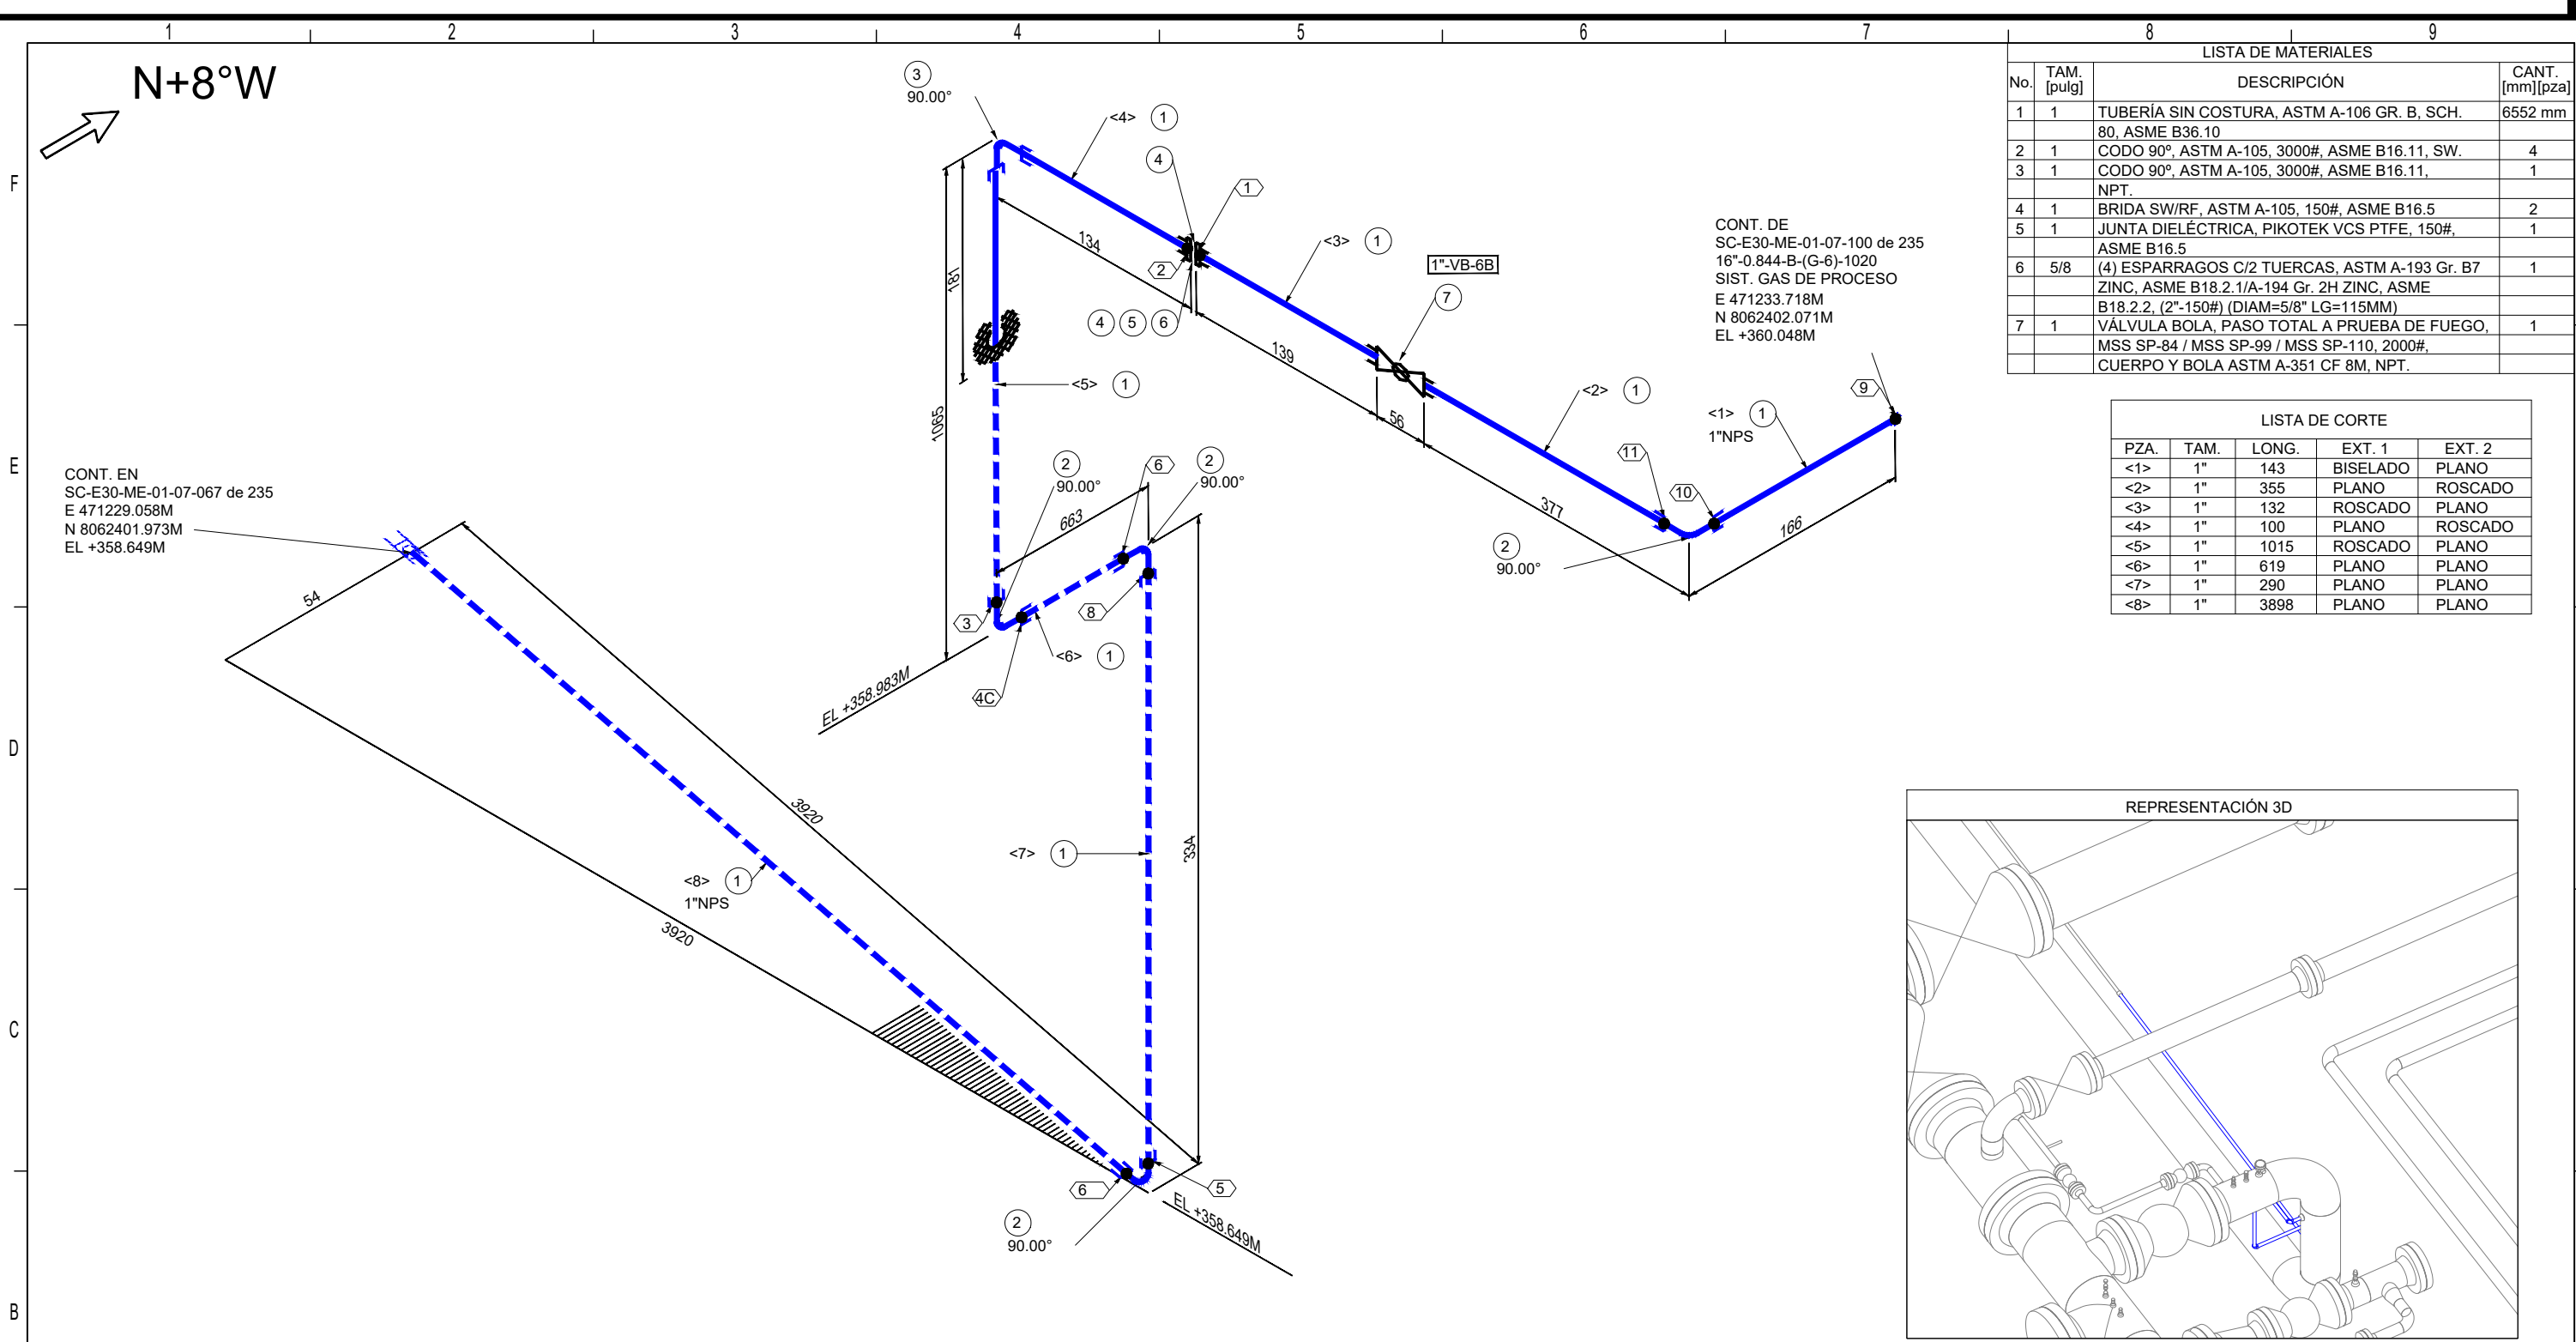 1 2 3 4 5 6 7 8 9
F
E
D
C
B
N+8°W
3
90.00°
<4> 1
4
1
134
2
4 5 6
181
1065
<3> 1
139
1"-VB-6B
7
56
<5> 1
<2> 1
377
11
10
2
90.00°
<1> 1
1"NPS
166
9
CONT. DE
SC-E30-ME-01-07-100 de 235
16"-0.844-B-(G-6)-1020
SIST. GAS DE PROCESO
E 471233.718M
N 8062402.071M
EL +360.048M
CONT. EN
SC-E30-ME-01-07-067 de 235
E 471229.058M
N 8062401.973M
EL +358.649M
54
2
90.00°
6
2
90.00°
663
3
8
<6> 1
4C
EL +358.983M
3920
<7> 1
334
<8> 1
1"NPS
3920
6
5
2
90.00°
EL +358.649M
LISTA DE MATERIALES
No. TAM. [pulg] DESCRIPCIÓN CANT. [mm][pza]
1 1 TUBERÍA SIN COSTURA, ASTM A-106 GR. B, SCH. 6552 mm
80, ASME B36.10
2 1 CODO 90º, ASTM A-105, 3000#, ASME B16.11, SW. 4
3 1 CODO 90º, ASTM A-105, 3000#, ASME B16.11, 1
NPT.
4 1 BRIDA SW/RF, ASTM A-105, 150#, ASME B16.5 2
5 1 JUNTA DIELÉCTRICA, PIKOTEK VCS PTFE, 150#, 1
ASME B16.5
6 5/8 (4) ESPARRAGOS C/2 TUERCAS, ASTM A-193 Gr. B7 1
ZINC, ASME B18.2.1/A-194 Gr. 2H ZINC, ASME
B18.2.2, (2"-150#) (DIAM=5/8" LG=115MM)
7 1 VÁLVULA BOLA, PASO TOTAL A PRUEBA DE FUEGO, 1
MSS SP-84 / MSS SP-99 / MSS SP-110, 2000#,
CUERPO Y BOLA ASTM A-351 CF 8M, NPT.
LISTA DE CORTE
PZA. TAM. LONG. EXT. 1 EXT. 2
<1> 1" 143 BISELADO PLANO
<2> 1" 355 PLANO ROSCADO
<3> 1" 132 ROSCADO PLANO
<4> 1" 100 PLANO ROSCADO
<5> 1" 1015 ROSCADO PLANO
<6> 1" 619 PLANO PLANO
<7> 1" 290 PLANO PLANO
<8> 1" 3898 PLANO PLANO
REPRESENTACIÓN 3D